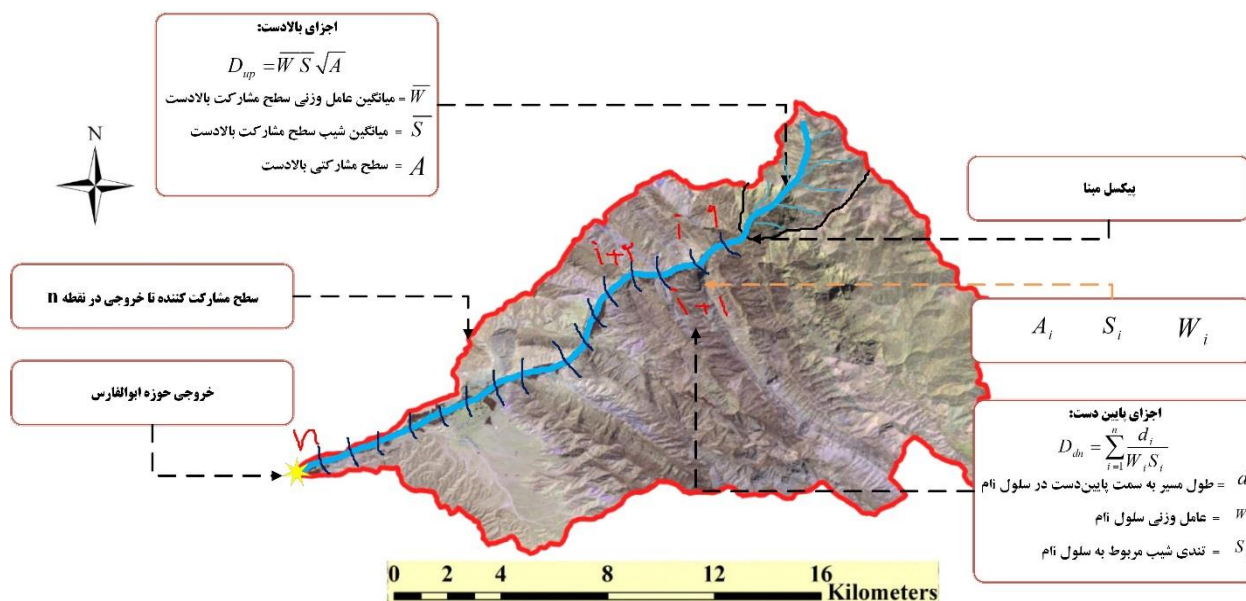 اجزای بالادست:
D_up = W̄ S̄ √A
W̄ = میانگین عامل وزنی سطح مشارکت بالادست
S̄ = میانگین شیب سطح مشارکت بالادست
A = سطح مشارکتی بالادست
N
پیکسل مبنا
i
i+2
i+1
سطح مشارکت کننده تا خروجی در نقطه n
A_i S_i W_i
خروجی حوزه ابوالفارس
n
اجزای پایین دست:
D_dn = ∑_{i=1}^{n} d_i / (W_i S_i)
d = طول مسیر به سمت پایین‌دست در سلول iام
W = عامل وزنی سلول iام
S = تندی شیب مربوط به سلول iام
0 2 4 8 12 16
Kilometers